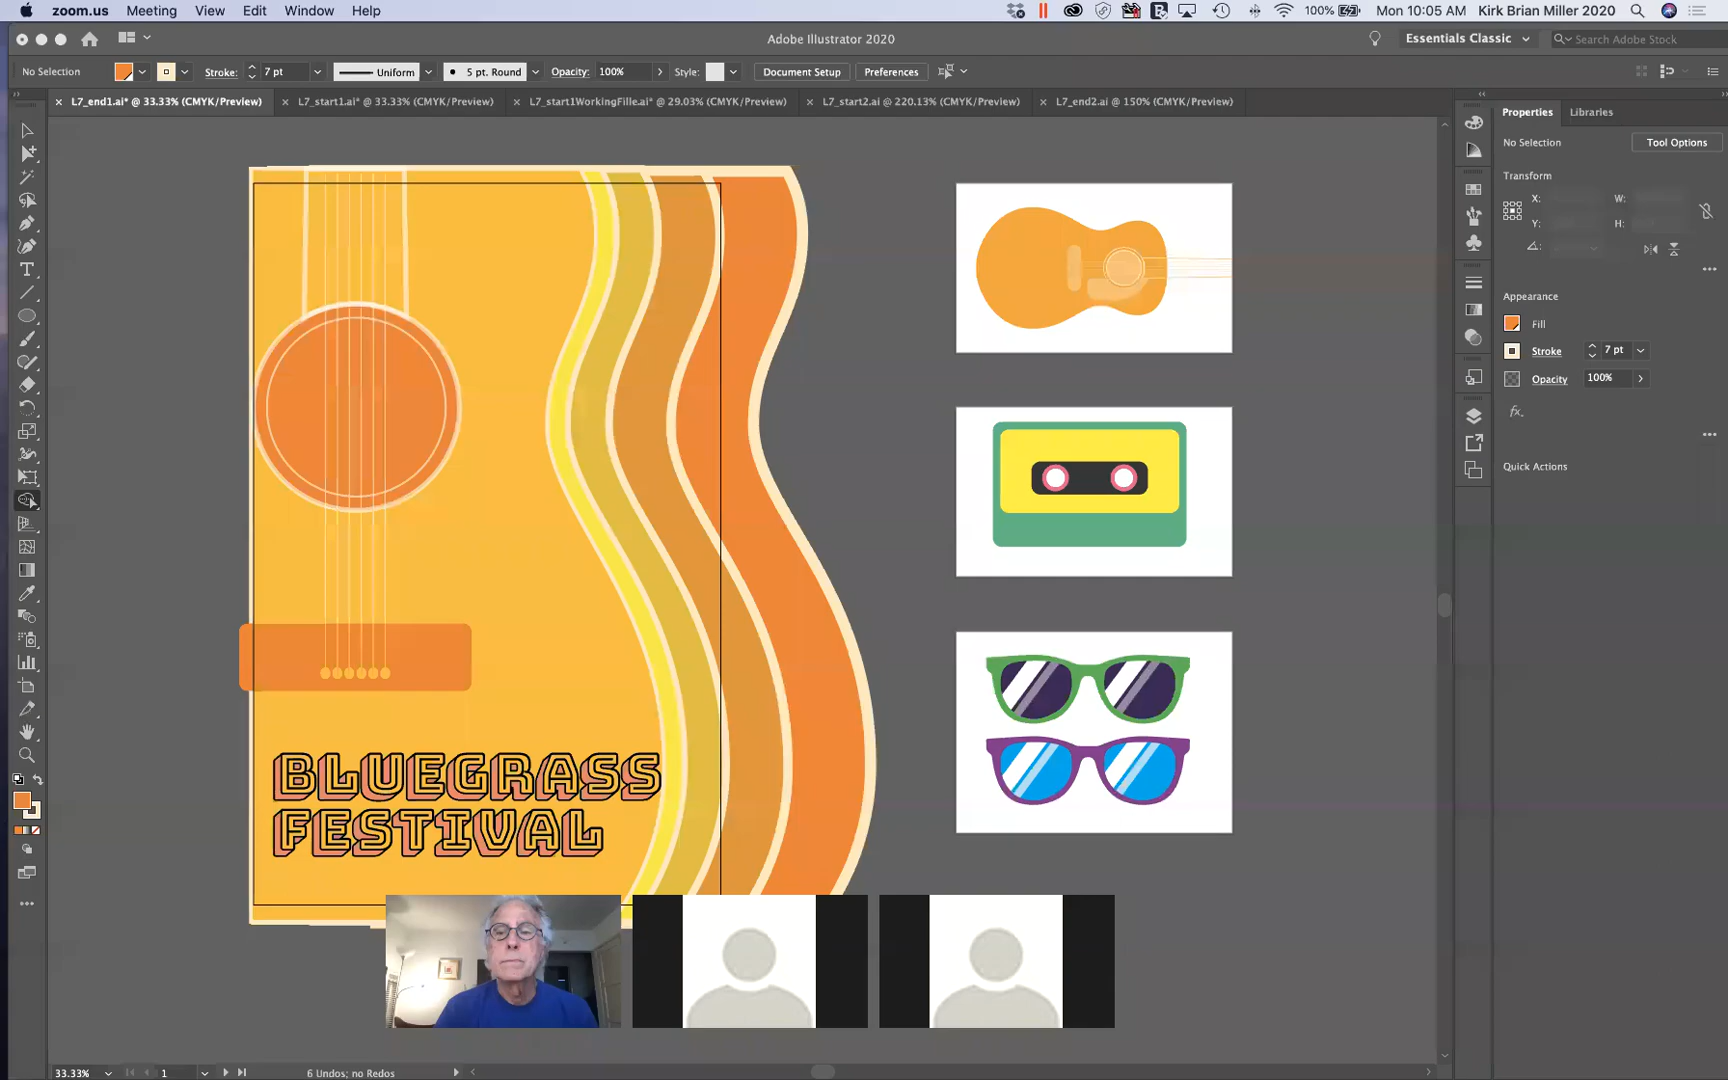 zoom.us Meeting View Edit Window Help 100% Mon 10:05 AM Kirk Brian Miller 2020
Adobe Illustrator 2020 Essentials Classic Search Adobe Stock
No Selection Stroke: 7 pt Uniform 5 pt. Round Opacity: 100% Style: Document Setup Preferences
L7_end1.ai* @ 33.33% (CMYK/Preview) L7_start1.ai* @ 33.33% (CMYK/Preview) L7_start1WorkingFille.ai* @ 29.03% (CMYK/Preview) L7_start2.ai @ 220.13% (CMYK/Preview) L7_end2.ai @ 150% (CMYK/Preview)
Properties Libraries
No Selection Tool Options
Transform
X: W:
Y: H:
Appearance
Fill
Stroke 7 pt
Opacity 100%
fx.
Quick Actions
BLUEGRASS
FESTIVAL
33.33% 1 6 Undos; no Redos